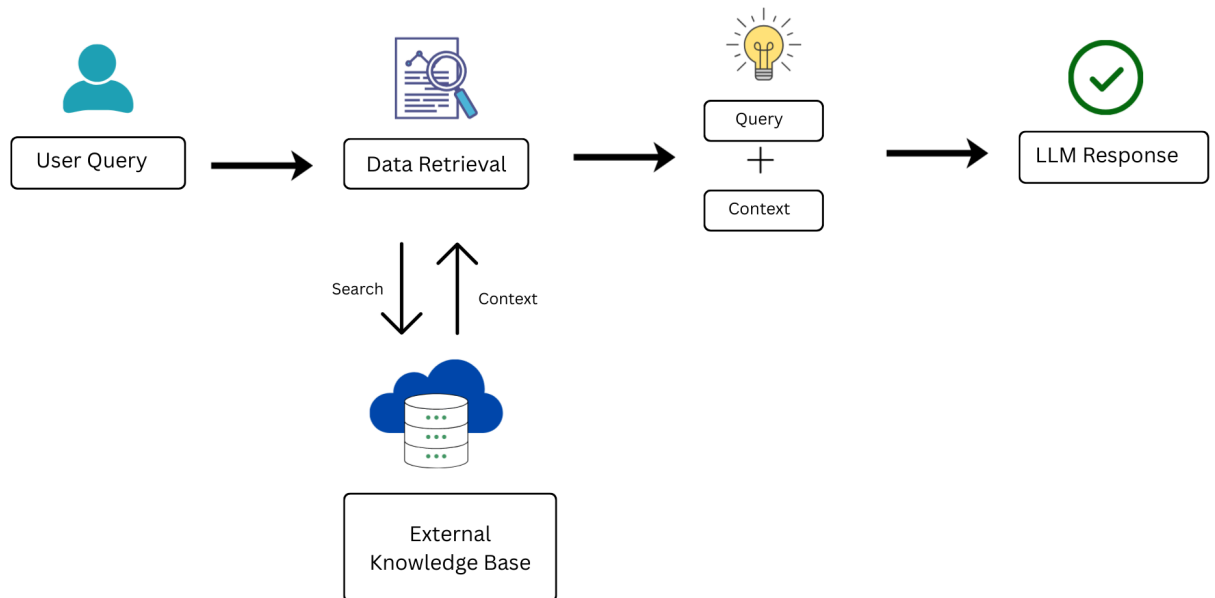 User Query
Data Retrieval
Query
+
Context
LLM Response
Search
Context
External
Knowledge Base